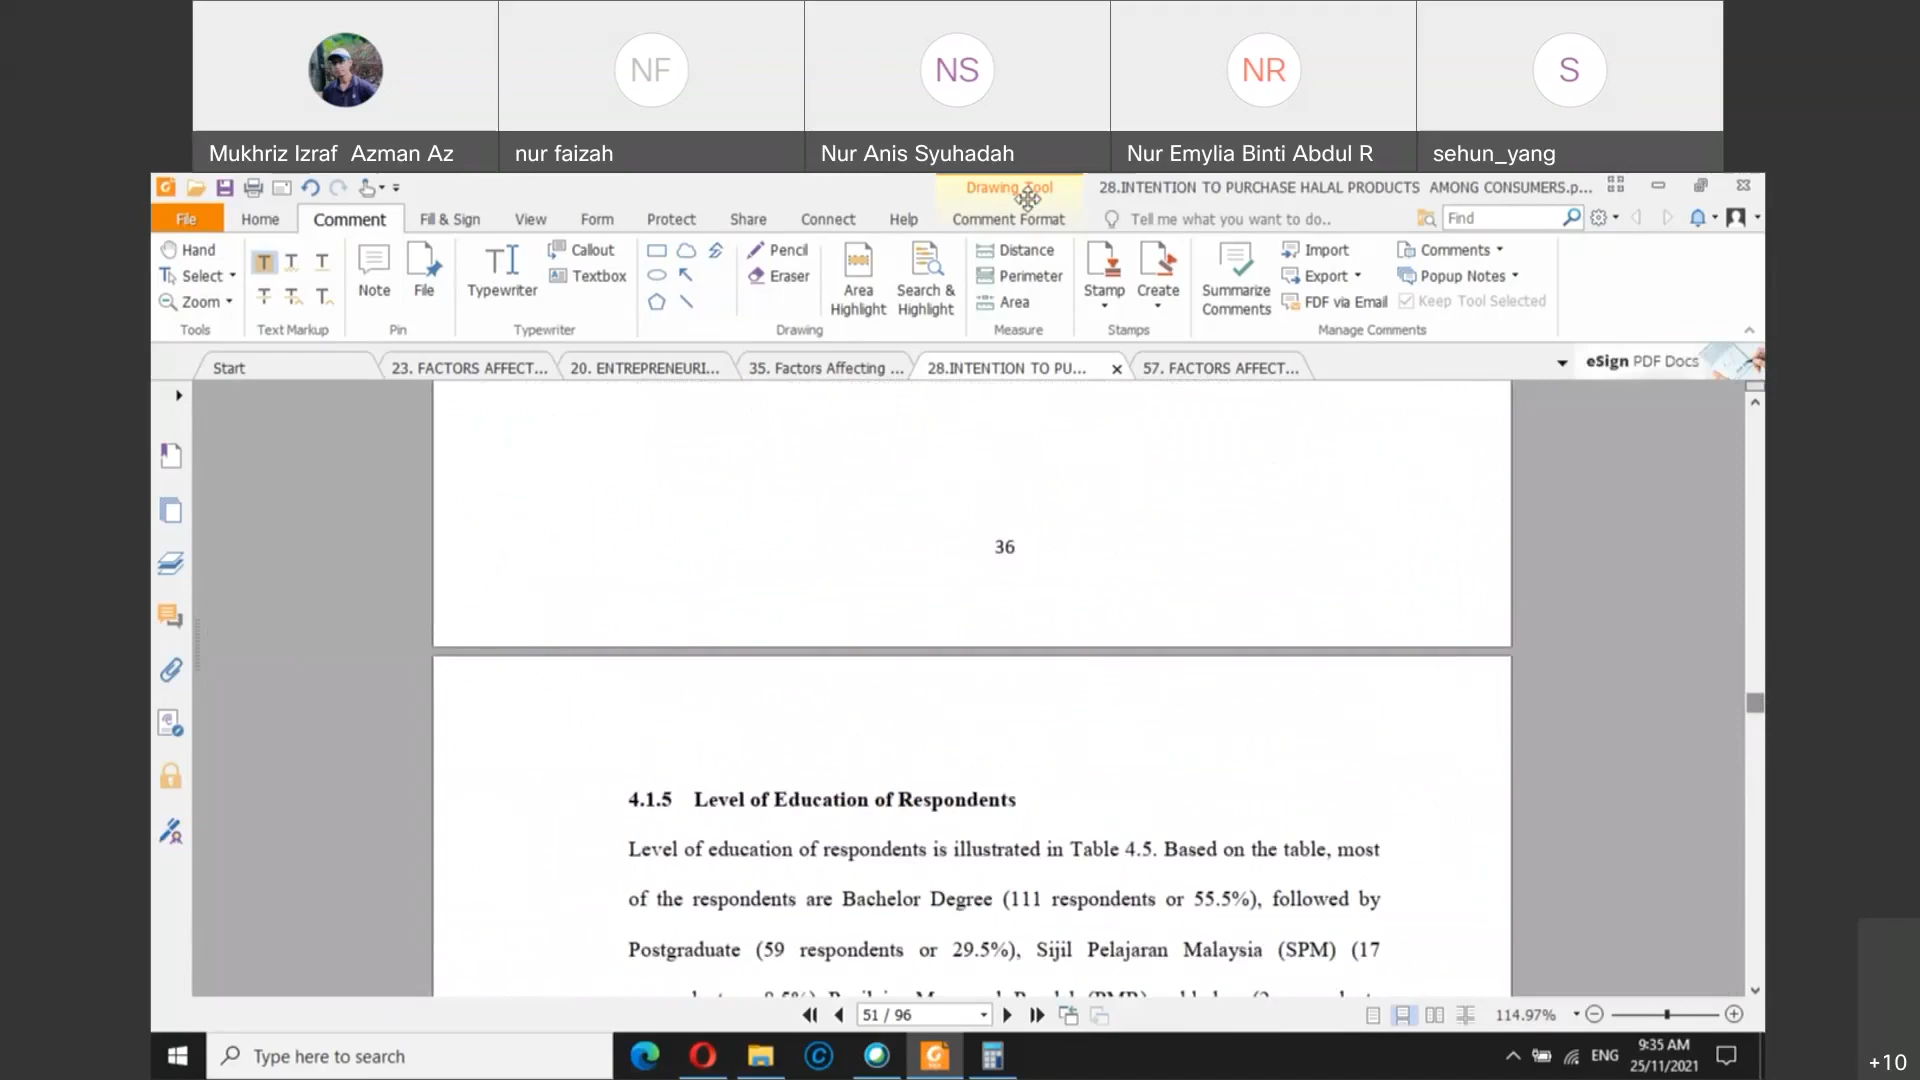 NF
NS
NR
S
Mukhriz Izraf Azman Az
nur faizah
Nur Anis Syuhadah
Nur Emylia Binti Abdul R
sehun_yang
Drawing Tool
28.INTENTION TO PURCHASE HALAL PRODUCTS AMONG CONSUMERS.p...
File
Home
Comment
Fill & Sign
View
Form
Protect
Share
Connect
Help
Comment Format
Tell me what you want to do..
Find
Hand
Select
Zoom
Tools
Text Markup
Note
File
Pin
Typewriter
Callout
Textbox
Typewriter
Pencil
Eraser
Area
Highlight
Search &
Highlight
Drawing
Distance
Perimeter
Area
Measure
Stamp
Create
Stamps
Summarize
Comments
Import
Export
FDF via Email
Comments
Popup Notes
Keep Tool Selected
Manage Comments
Start
23. FACTORS AFFECT...
20. ENTREPRENEURI...
35. Factors Affecting ...
28.INTENTION TO PU...
57. FACTORS AFFECT...
eSign PDF Docs
36
4.1.5 Level of Education of Respondents
Level of education of respondents is illustrated in Table 4.5. Based on the table, most
of the respondents are Bachelor Degree (111 respondents or 55.5%), followed by
Postgraduate (59 respondents or 29.5%), Sijil Pelajaran Malaysia (SPM) (17
51 / 96
114.97%
Type here to search
ENG
9:35 AM
25/11/2021
+10